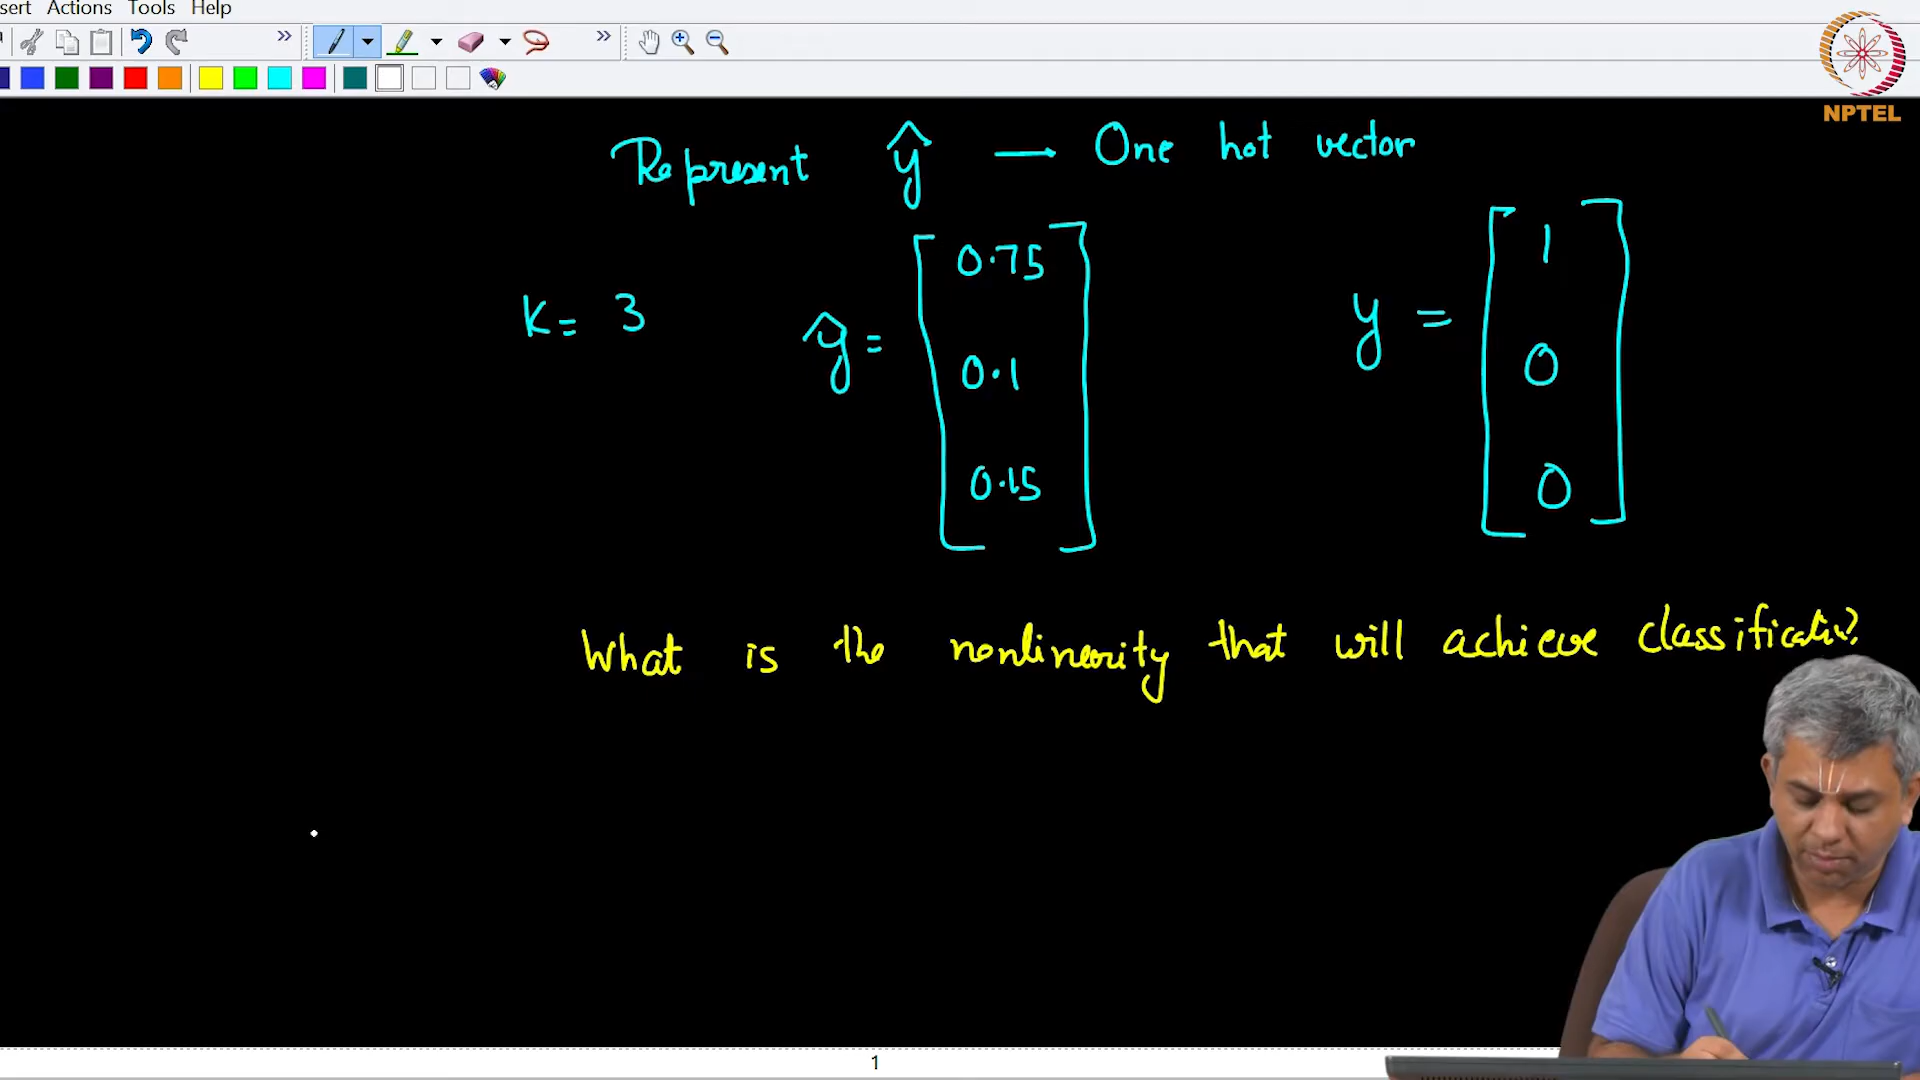 sert Actions Tools Help
NPTEL
Represent ŷ — One hot vector
K = 3
ŷ = [0.75 0.1 0.15]
y = [1 0 0]
What is the nonlinearity that will achieve classification?
1